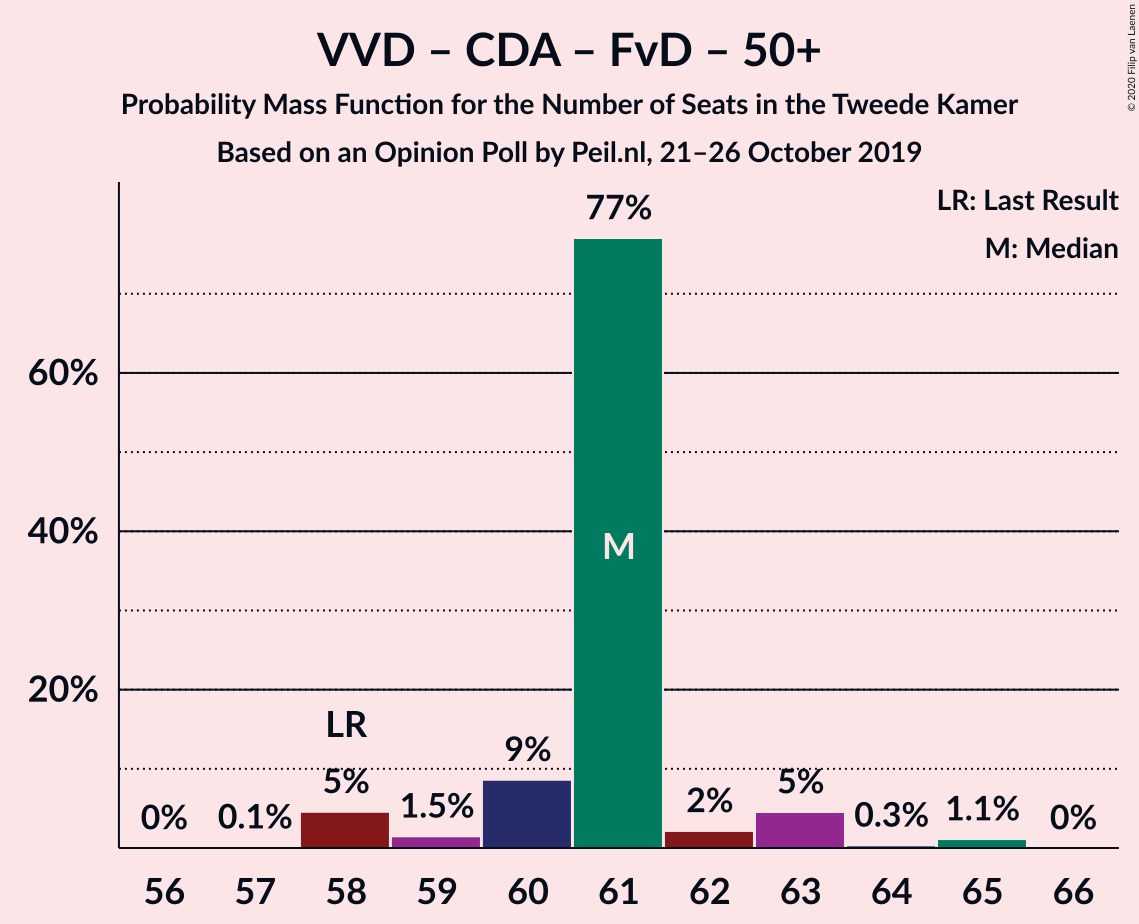 VVD – CDA – FvD – 50+
Probability Mass Function for the Number of Seats in the Tweede Kamer
Based on an Opinion Poll by Peil.nl, 21–26 October 2019
© 2020 Filip van Laenen
LR: Last Result
M: Median
77%
60%
40%
20%
M
LR
0%
0.1%
5%
1.5%
9%
2%
5%
0.3%
1.1%
0%
56 57 58 59 60 61 62 63 64 65 66